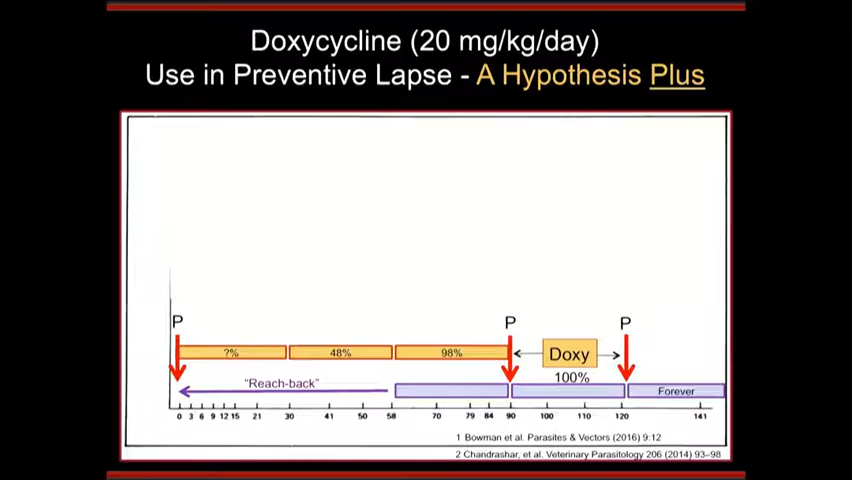 Doxycycline (20 mg/kg/day)
Use in Preventive Lapse - A Hypothesis Plus
P P P
?% 48% 98% Doxy
100%
"Reach-back" Forever
0 3 6 9 12 15 21 30 41 50 58 70 79 84 90 100 110 120 141
1 Bowman et al. Parasites & Vectors (2016) 9:12
2 Chandrashar, et al. Veterinary Parasitology 206 (2014) 93–98